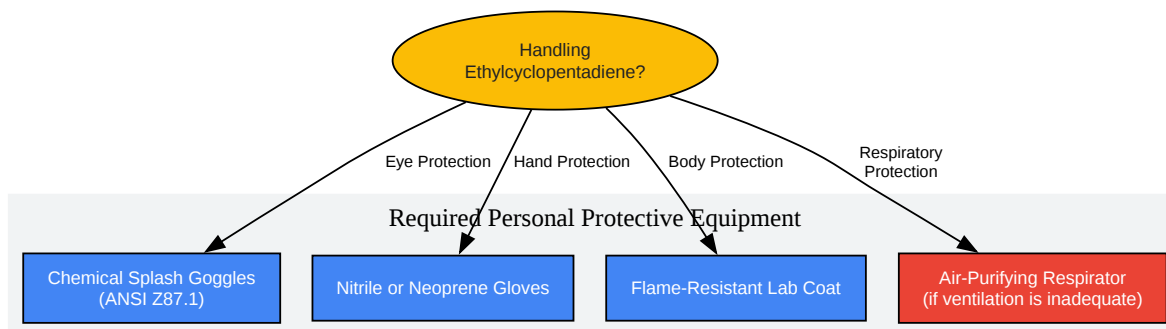 Handling
Ethylcyclopentadiene?
Eye Protection
Hand Protection
Body Protection
Respiratory
Protection
Required Personal Protective Equipment
Chemical Splash Goggles
(ANSI Z87.1)
Nitrile or Neoprene Gloves
Flame-Resistant Lab Coat
Air-Purifying Respirator
(if ventilation is inadequate)